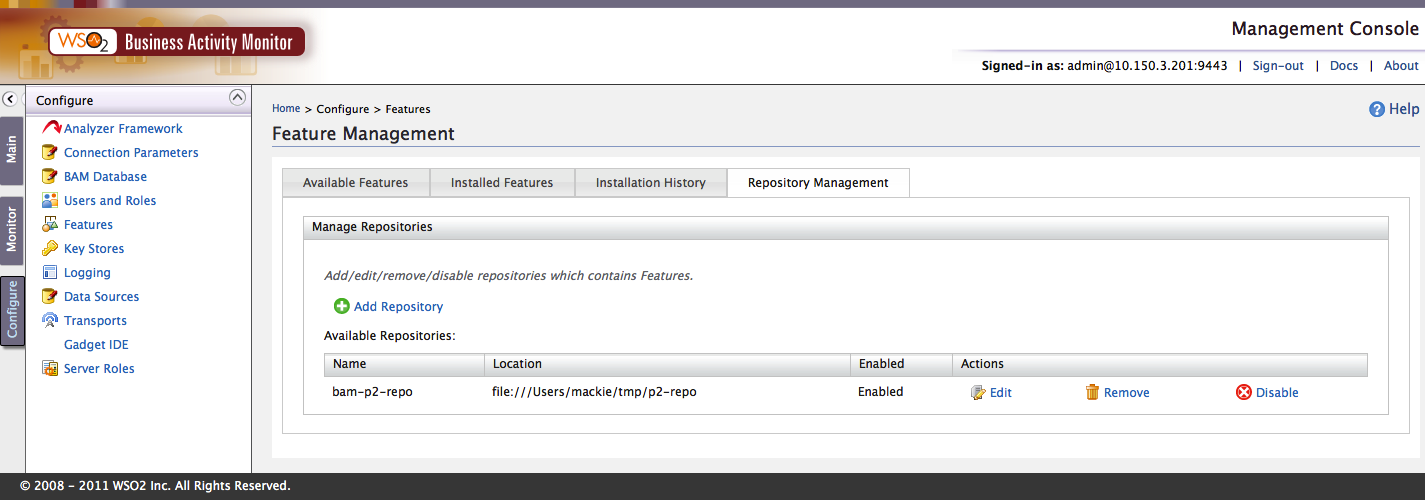 WSO2 Business Activity Monitor
Management Console
Signed-in as: admin@10.150.3.201:9443 | Sign-out | Docs | About
Configure
Main
Monitor
Configure
Analyzer Framework
Connection Parameters
BAM Database
Users and Roles
Features
Key Stores
Logging
Data Sources
Transports
Gadget IDE
Server Roles
Home > Configure > Features
Help
Feature Management
Available Features
Installed Features
Installation History
Repository Management
Manage Repositories
Add/edit/remove/disable repositories which contains Features.
Add Repository
Available Repositories:
Name Location Enabled Actions
bam-p2-repo file:///Users/mackie/tmp/p2-repo Enabled Edit Remove Disable
© 2008 - 2011 WSO2 Inc. All Rights Reserved.